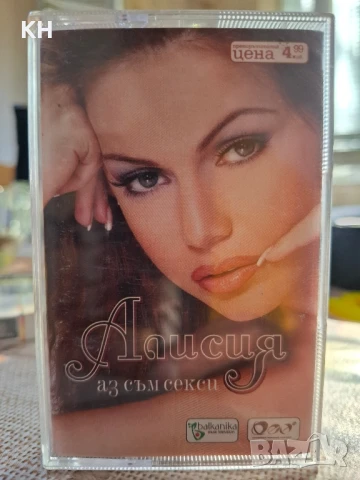 KH
цена 4.99
Алисия
аз съм секси
balkanika
BAZAR